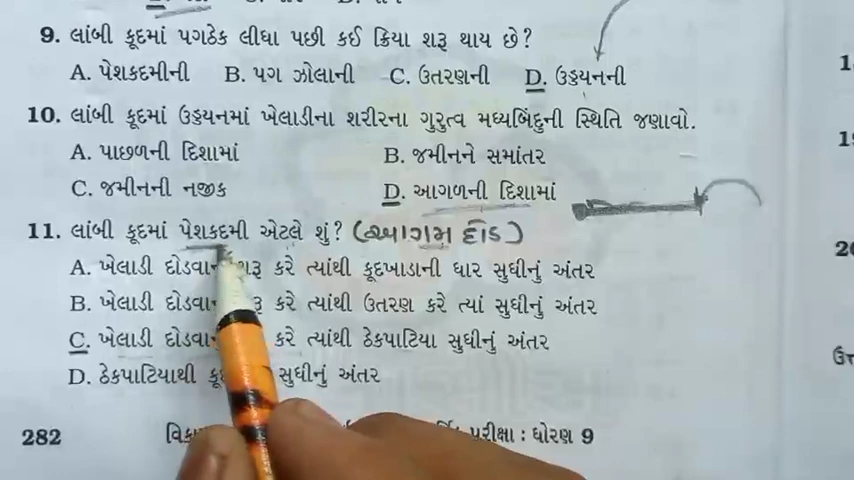 9. લાંબી કૂદમાં પગઠેક લીધા પછી કઈ ક્રિયા શરૂ થાય છે?
A. પેશકદમીની B. પગ ઝોલાની C. ઉતરણની D. ઉડ્ડયનની
10. લાંબી કૂદમાં ઉડ્ડયનમાં ખેલાડીના શરીરના ગુરુત્વ મધ્યબિંદુની સ્થિતિ જણાવો.
A. પાછળની દિશામાં B. જમીનને સમાંતર
C. જમીનની નજીક D. આગળની દિશામાં
11. લાંબી કૂદમાં પેશકદમી એટલે શું? (આગમ દોડ)
A. ખેલાડી દોડવાનું શરૂ કરે ત્યાંથી કૂદખાડાની ધાર સુધીનું અંતર
B. ખેલાડી કરે ત્યાંથી ઉતરણ કરે ત્યાં સુધીનું અંતર
C. ખેલાડી કરે ત્યાંથી ઠેકપાટિયા સુધીનું અંતર
D. ઠેકપાટિયાથી સુધીનું અંતર
282 પરીક્ષા : ધોરણ 9
20